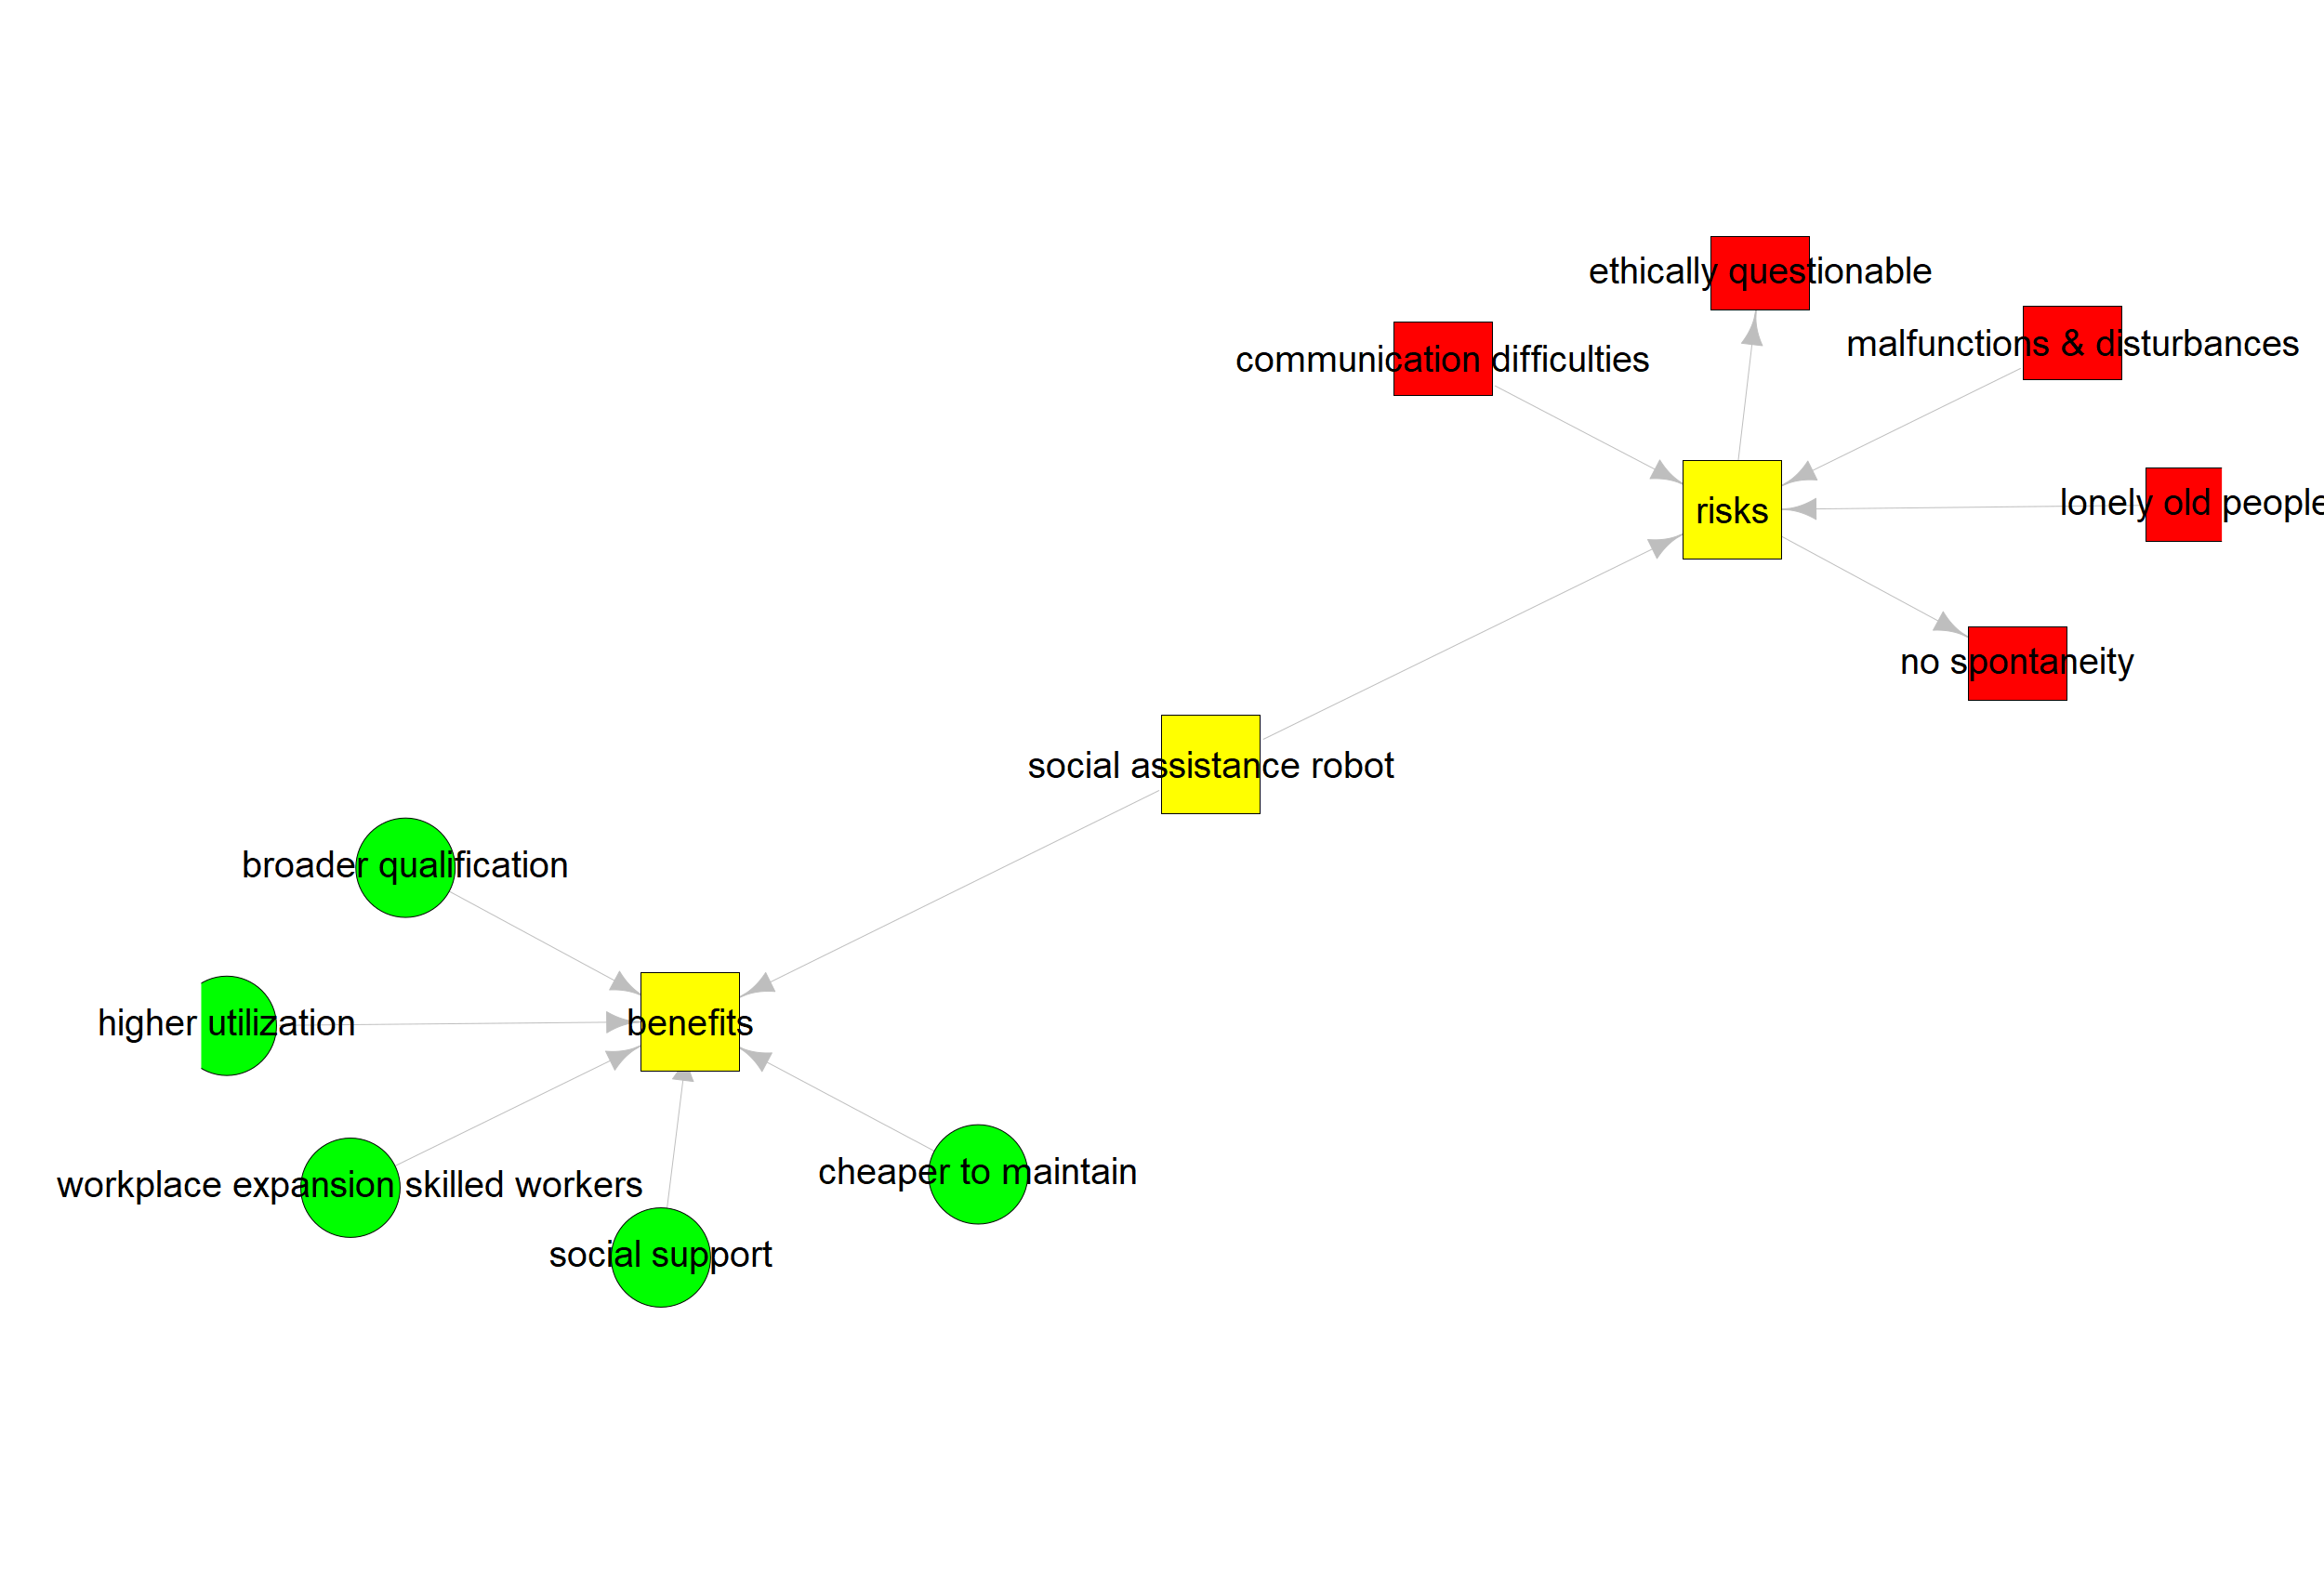 ethically questionable
malfunctions & disturbances
communication difficulties
lonely old people
risks
no spontaneity
social assistance robot
broader qualification
higher utilization
benefits
cheaper to maintain
workplace expansion skilled workers
social support